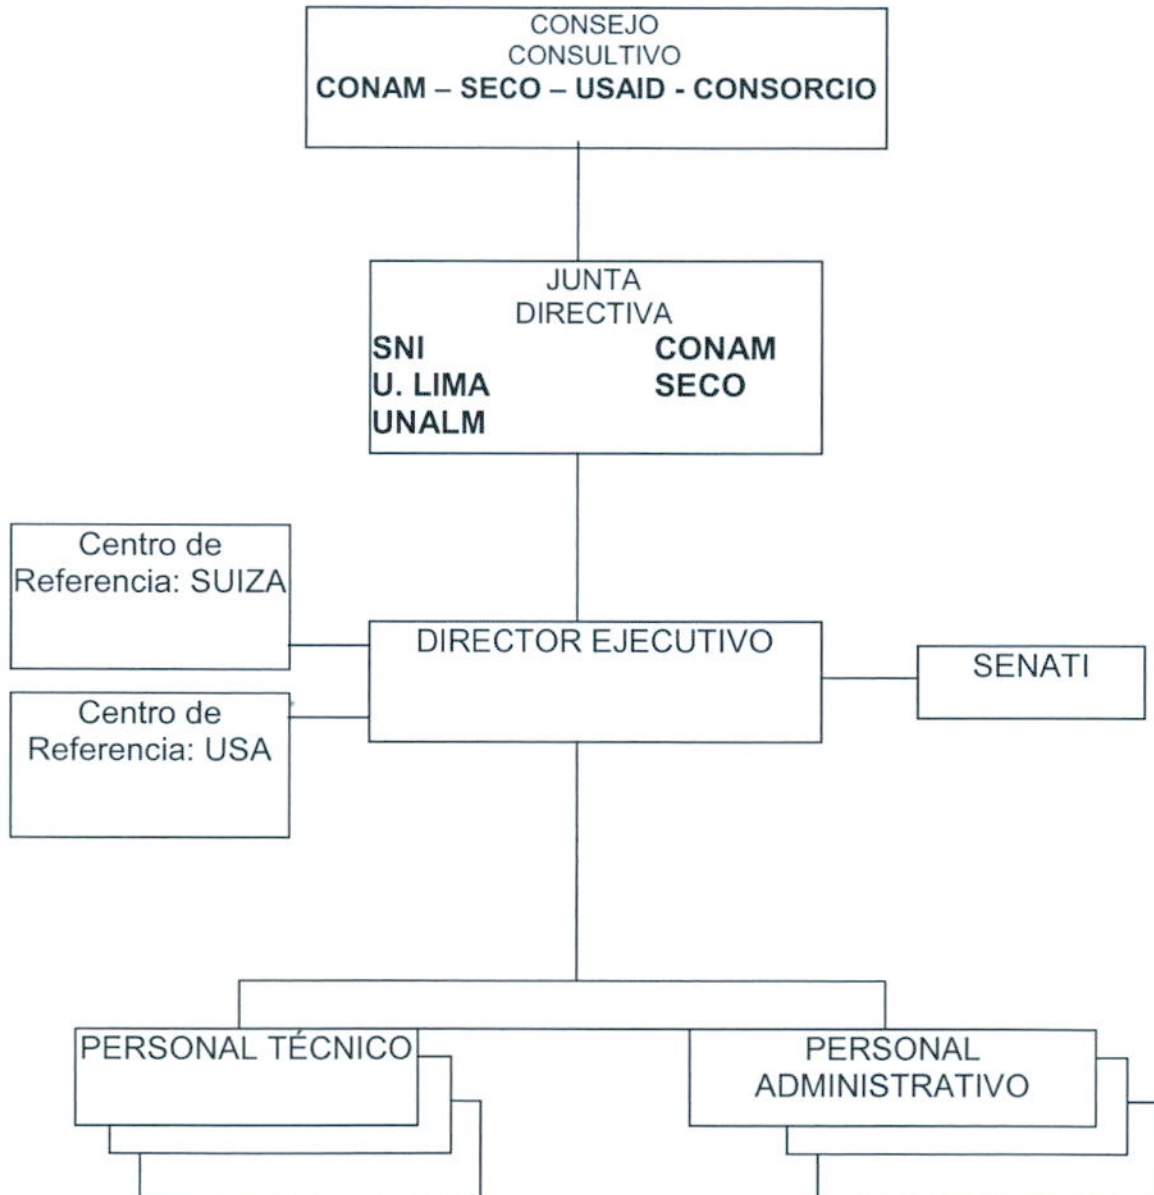 CONSEJO
CONSULTIVO
CONAM – SECO – USAID - CONSORCIO
JUNTA
DIRECTIVA
SNI CONAM
U. LIMA SECO
UNALM
Centro de
Referencia: SUIZA
DIRECTOR EJECUTIVO
SENATI
Centro de
Referencia: USA
PERSONAL TÉCNICO
PERSONAL
ADMINISTRATIVO